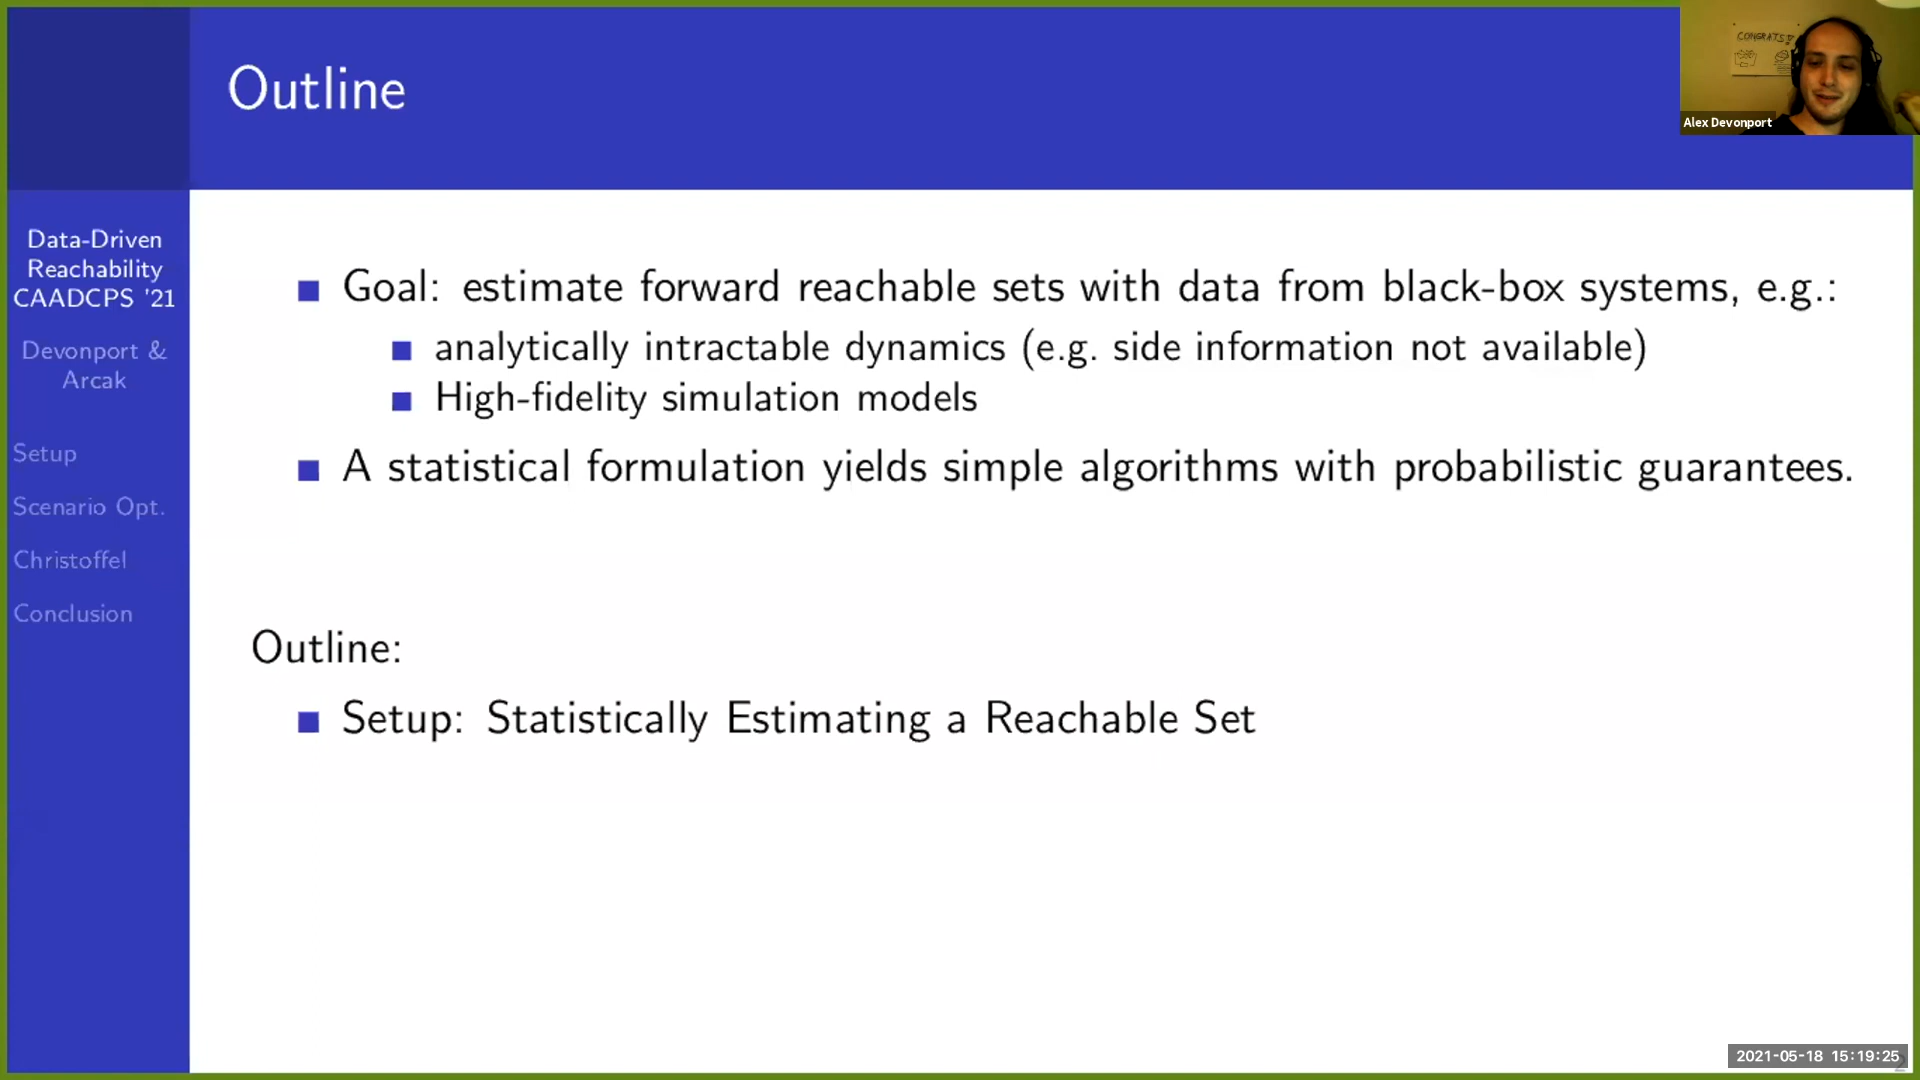 Outline
CONGRATS
Alex Devonport
Data-Driven
Reachability
CAADCPS '21
Devonport &
Arcak
Setup
Scenario Opt.
Christoffel
Conclusion
Goal: estimate forward reachable sets with data from black-box systems, e.g.:
analytically intractable dynamics (e.g. side information not available)
High-fidelity simulation models
A statistical formulation yields simple algorithms with probabilistic guarantees.
Outline:
Setup: Statistically Estimating a Reachable Set
2021-05-18 15:19:25